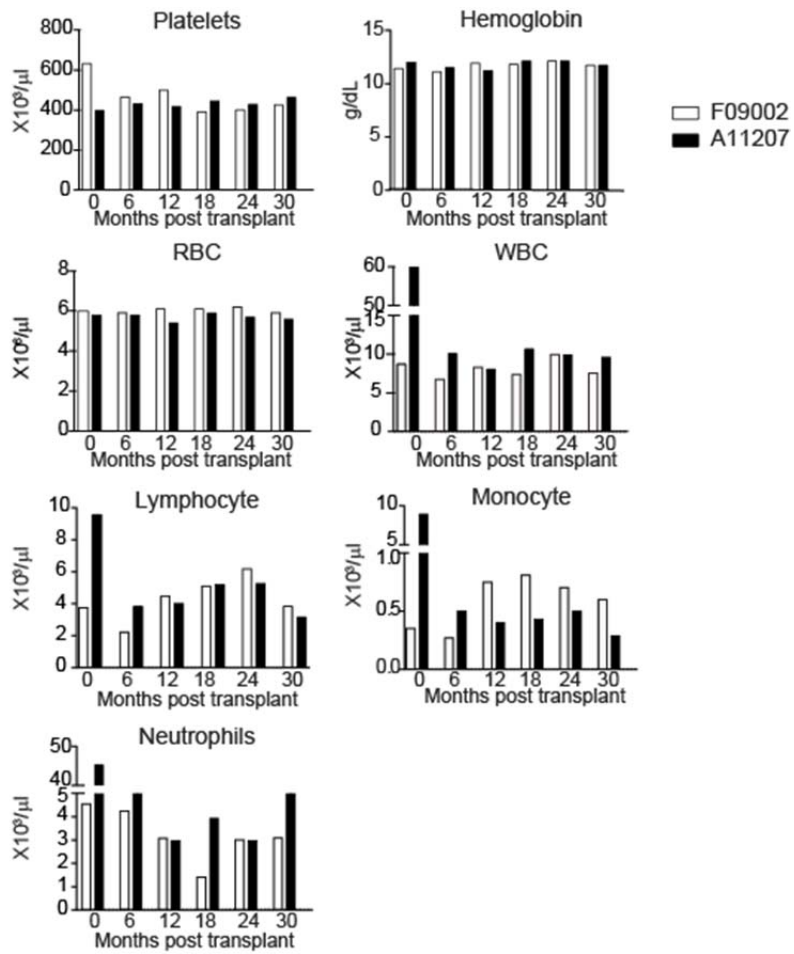 Platelets
X10³/µl
800
600
400
200
0
0 6 12 18 24 30
Months post transplant
Hemoglobin
g/dL
15
10
5
0
0 6 12 18 24 30
Months post transplant
F09002
A11207
RBC
X10⁶/µl
8
6
4
2
0
0 6 12 18 24 30
Months post transplant
WBC
X10³/µl
60
50
15
10
5
0
0 6 12 18 24 30
Months post transplant
Lymphocyte
X10³/µl
10
8
6
4
2
0
0 6 12 18 24 30
Months post transplant
Monocyte
X10³/µl
10
5
1.0
0.5
0.0
0 6 12 18 24 30
Months post transplant
Neutrophils
X10³/µl
50
40
5
4
3
2
1
0
0 6 12 18 24 30
Months post transplant